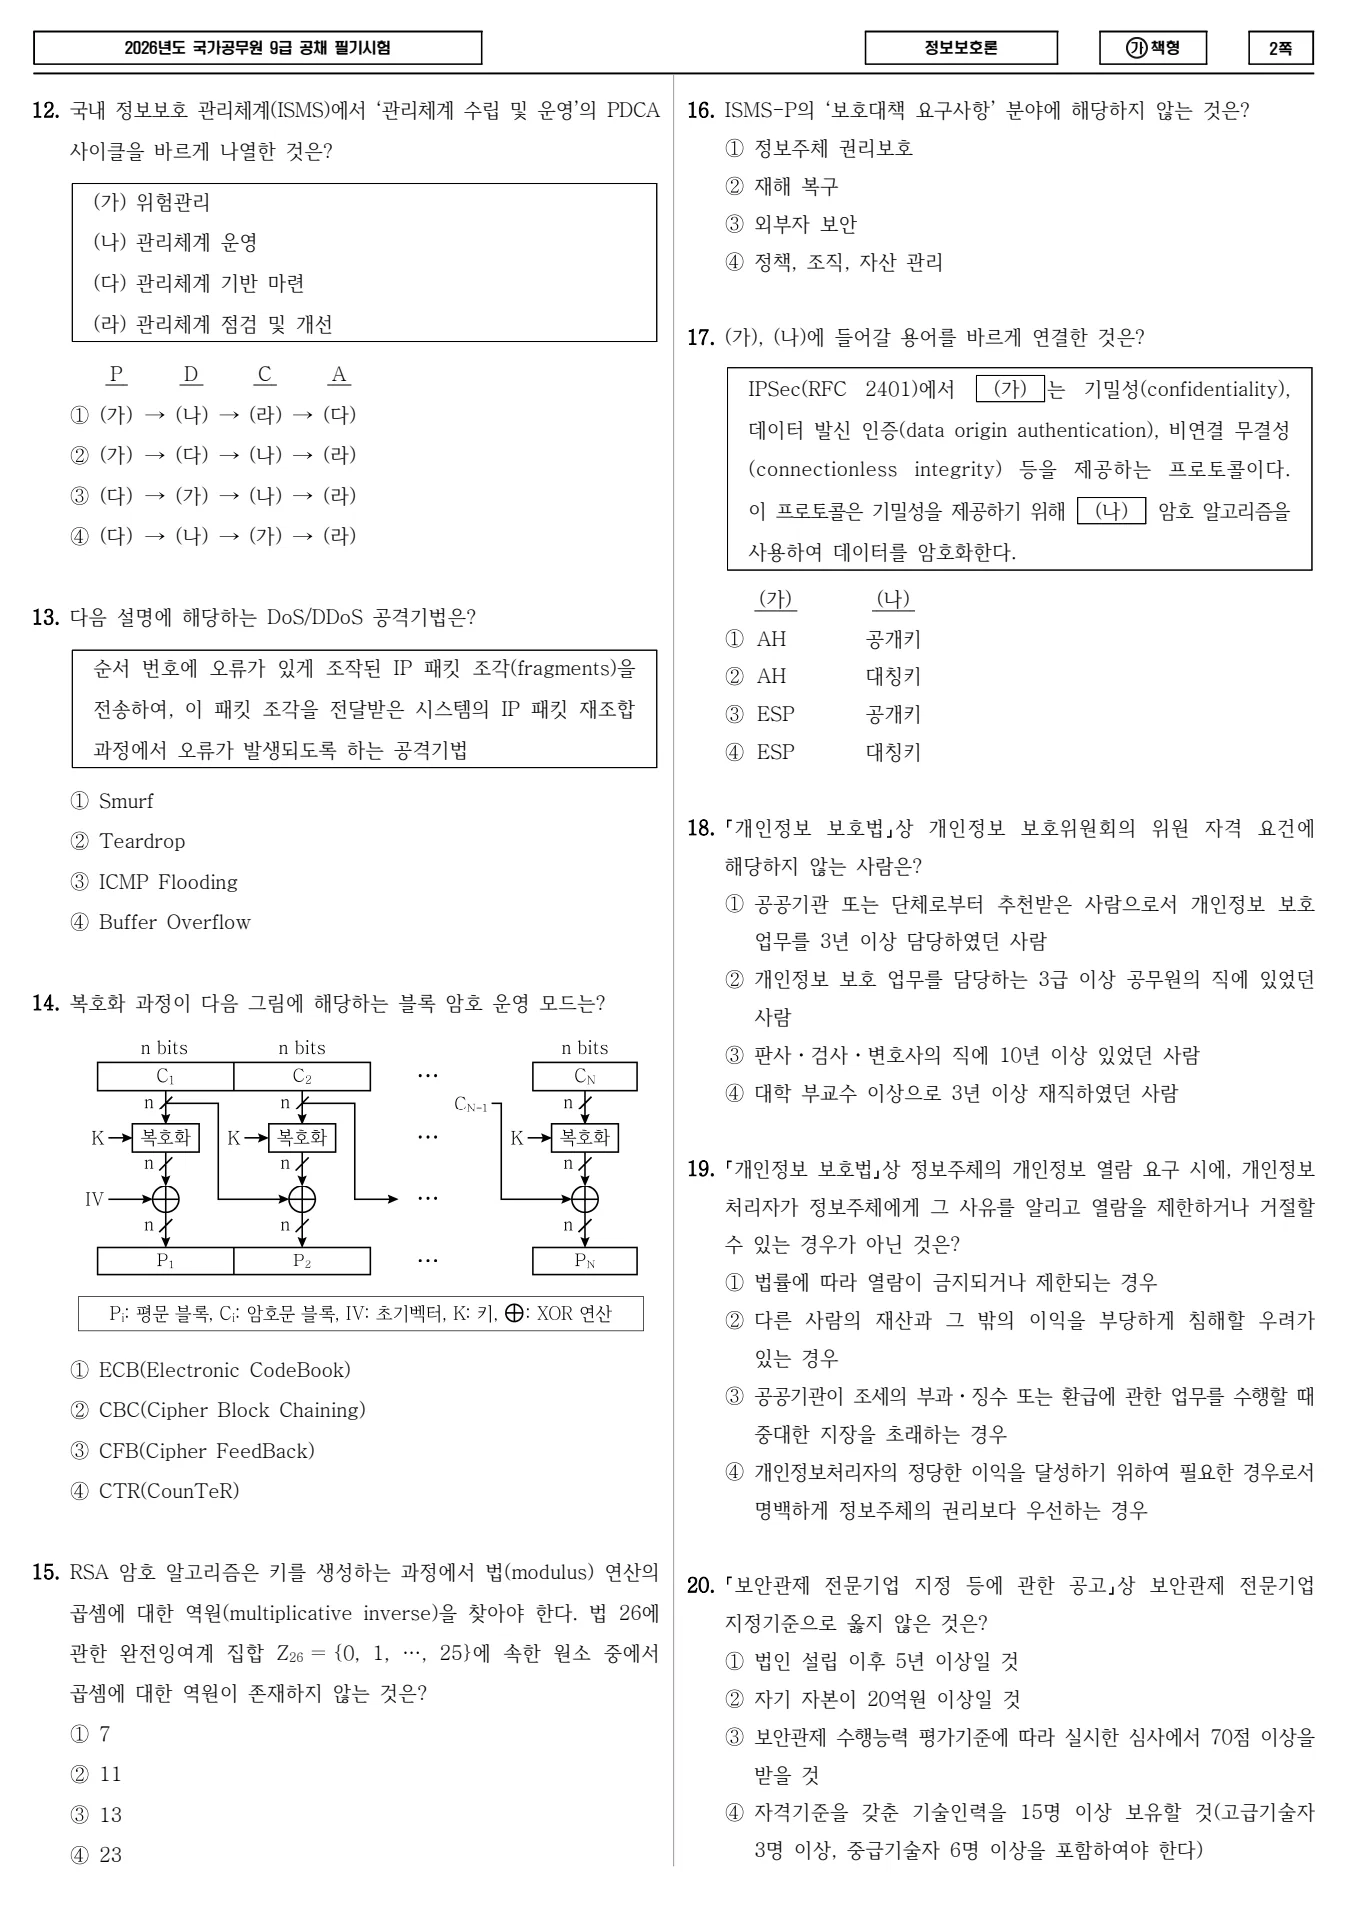 2026년도 국가공무원 9급 공채 필기시험
정보보호론
㉮책형
2쪽
12. 국내 정보보호 관리체계(ISMS)에서 ‘관리체계 수립 및 운영’의 PDCA
사이클을 바르게 나열한 것은?
(가) 위험관리
(나) 관리체계 운영
(다) 관리체계 기반 마련
(라) 관리체계 점검 및 개선
P D C A
① (가) → (나) → (라) → (다)
② (가) → (다) → (나) → (라)
③ (다) → (가) → (나) → (라)
④ (다) → (나) → (가) → (라)
13. 다음 설명에 해당하는 DoS/DDoS 공격기법은?
순서 번호에 오류가 있게 조작된 IP 패킷 조각(fragments)을
전송하여, 이 패킷 조각을 전달받은 시스템의 IP 패킷 재조합
과정에서 오류가 발생되도록 하는 공격기법
① Smurf
② Teardrop
③ ICMP Flooding
④ Buffer Overflow
14. 복호화 과정이 다음 그림에 해당하는 블록 암호 운영 모드는?
n bits n bits n bits
C₁ C₂ ⋯ C_N
n n C_N-1 n
K 복호화 K 복호화 ⋯ K 복호화
n n n
IV ⋯
n n n
P₁ P₂ ⋯ P_N
Pᵢ: 평문 블록, Cᵢ: 암호문 블록, IV: 초기벡터, K: 키, ⊕: XOR 연산
① ECB(Electronic CodeBook)
② CBC(Cipher Block Chaining)
③ CFB(Cipher FeedBack)
④ CTR(CounTeR)
15. RSA 암호 알고리즘은 키를 생성하는 과정에서 법(modulus) 연산의
곱셈에 대한 역원(multiplicative inverse)을 찾아야 한다. 법 26에
관한 완전잉여계 집합 Z₂₆ = {0, 1, ⋯, 25}에 속한 원소 중에서
곱셈에 대한 역원이 존재하지 않는 것은?
① 7
② 11
③ 13
④ 23
16. ISMS-P의 ‘보호대책 요구사항’ 분야에 해당하지 않는 것은?
① 정보주체 권리보호
② 재해 복구
③ 외부자 보안
④ 정책, 조직, 자산 관리
17. (가), (나)에 들어갈 용어를 바르게 연결한 것은?
IPSec(RFC 2401)에서 (가) 는 기밀성(confidentiality),
데이터 발신 인증(data origin authentication), 비연결 무결성
(connectionless integrity) 등을 제공하는 프로토콜이다.
이 프로토콜은 기밀성을 제공하기 위해 (나) 암호 알고리즘을
사용하여 데이터를 암호화한다.
(가) (나)
① AH 공개키
② AH 대칭키
③ ESP 공개키
④ ESP 대칭키
18. 「개인정보 보호법」상 개인정보 보호위원회의 위원 자격 요건에
해당하지 않는 사람은?
① 공공기관 또는 단체로부터 추천받은 사람으로서 개인정보 보호
업무를 3년 이상 담당하였던 사람
② 개인정보 보호 업무를 담당하는 3급 이상 공무원의 직에 있었던
사람
③ 판사·검사·변호사의 직에 10년 이상 있었던 사람
④ 대학 부교수 이상으로 3년 이상 재직하였던 사람
19. 「개인정보 보호법」상 정보주체의 개인정보 열람 요구 시에, 개인정보
처리자가 정보주체에게 그 사유를 알리고 열람을 제한하거나 거절할
수 있는 경우가 아닌 것은?
① 법률에 따라 열람이 금지되거나 제한되는 경우
② 다른 사람의 재산과 그 밖의 이익을 부당하게 침해할 우려가
있는 경우
③ 공공기관이 조세의 부과·징수 또는 환급에 관한 업무를 수행할 때
중대한 지장을 초래하는 경우
④ 개인정보처리자의 정당한 이익을 달성하기 위하여 필요한 경우로서
명백하게 정보주체의 권리보다 우선하는 경우
20. 「보안관제 전문기업 지정 등에 관한 공고」상 보안관제 전문기업
지정기준으로 옳지 않은 것은?
① 법인 설립 이후 5년 이상일 것
② 자기 자본이 20억원 이상일 것
③ 보안관제 수행능력 평가기준에 따라 실시한 심사에서 70점 이상을
받을 것
④ 자격기준을 갖춘 기술인력을 15명 이상 보유할 것(고급기술자
3명 이상, 중급기술자 6명 이상을 포함하여야 한다)